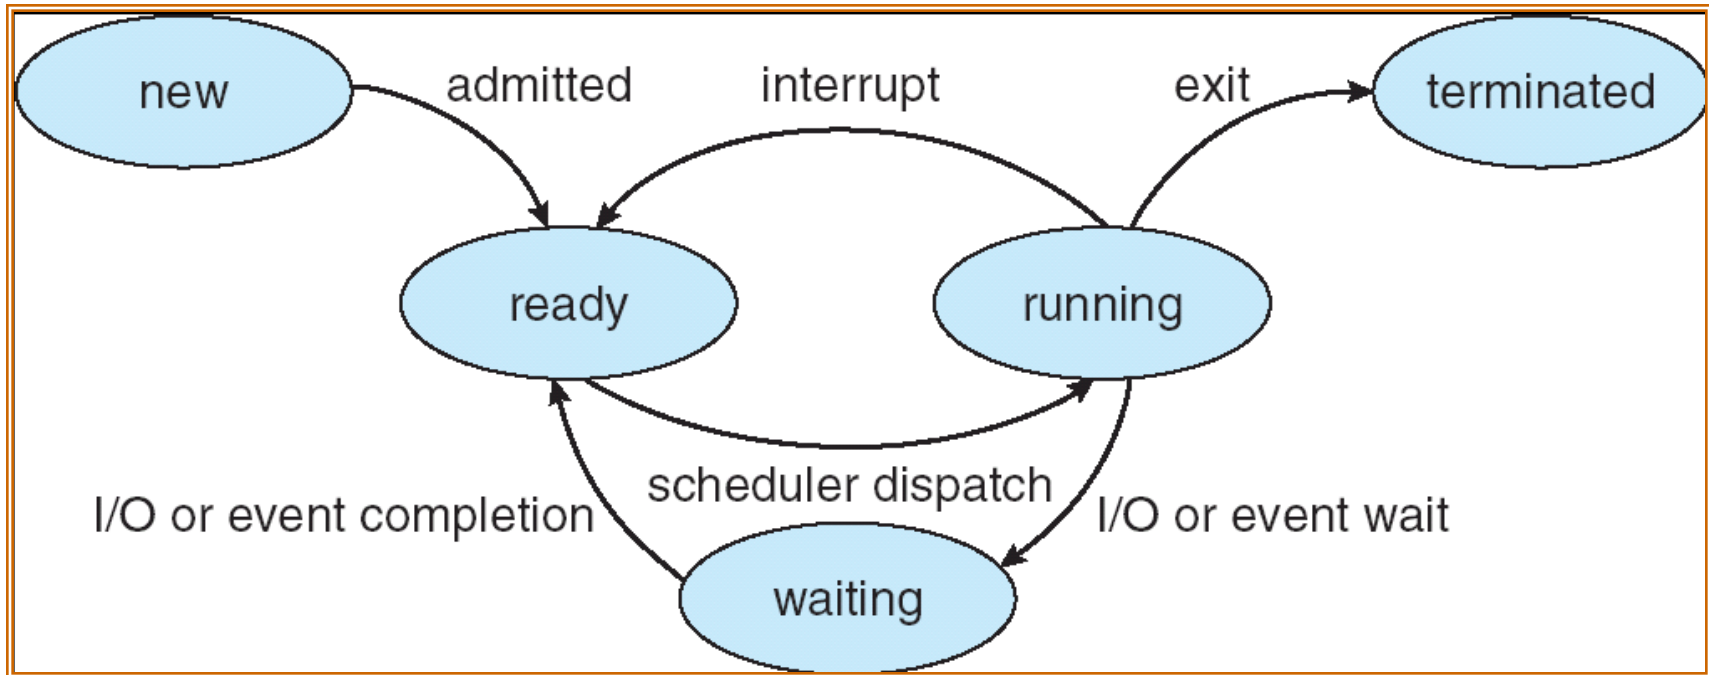 new
admitted
interrupt
exit
terminated
ready
running
scheduler dispatch
I/O or event completion
I/O or event wait
waiting